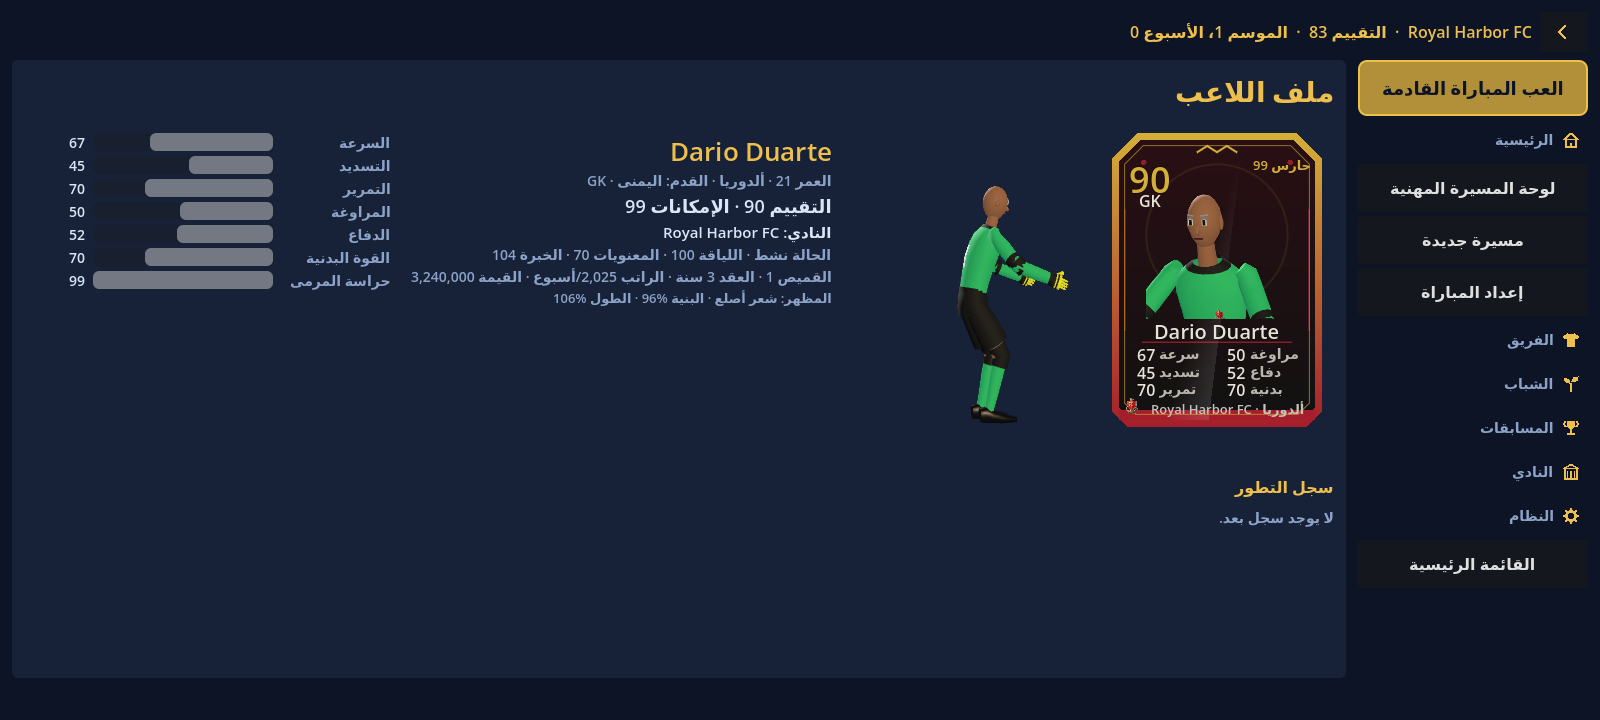 Royal Harbor FC · التقييم 83 · الموسم 1، الأسبوع 0
العب المباراة القادمة
الرئيسية
لوحة المسيرة المهنية
مسيرة جديدة
إعداد المباراة
الفريق
الشباب
المسابقات
النادي
النظام
القائمة الرئيسية
ملف اللاعب
90
GK
حارس 99
Dario Duarte
67 سرعة
50 مراوغة
45 تسديد
52 دفاع
70 تمرير
70 بدنية
Royal Harbor FC · ألدوريا
Dario Duarte
العمر 21 · ألدوريا · القدم: اليمنى · GK
التقييم 90 · الإمكانات 99
النادي: Royal Harbor FC
الحالة نشط · اللياقة 100 · المعنويات 70 · الخبرة 104
القميص 1 · العقد 3 سنة · الراتب 2,025/أسبوع · القيمة 3,240,000
المظهر: شعر أصلع · البنية 96% · الطول 106%
السرعة 67
التسديد 45
التمرير 70
المراوغة 50
الدفاع 52
القوة البدنية 70
حراسة المرمى 99
سجل التطور
لا يوجد سجل بعد.